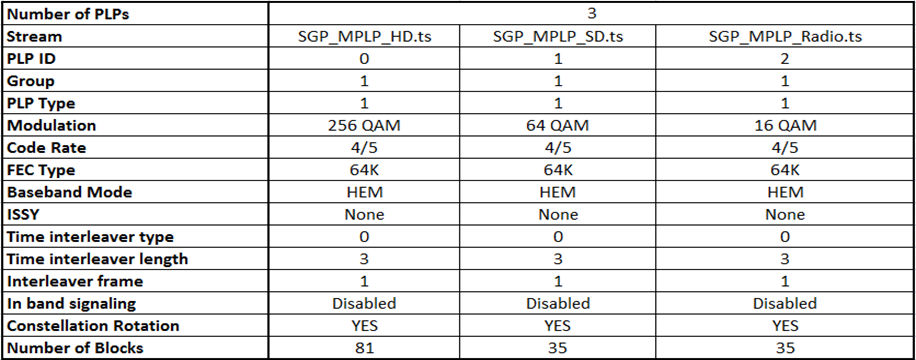 Number of PLPs 3
Stream SGP_MPLP_HD.ts SGP_MPLP_SD.ts SGP_MPLP_Radio.ts
PLP ID 0 1 2
Group 1 1 1
PLP Type 1 1 1
Modulation 256 QAM 64 QAM 16 QAM
Code Rate 4/5 4/5 4/5
FEC Type 64K 64K 64K
Baseband Mode HEM HEM HEM
ISSY None None None
Time interleaver type 0 0 0
Time interleaver length 3 3 3
Interleaver frame 1 1 1
In band signaling Disabled Disabled Disabled
Constellation Rotation YES YES YES
Number of Blocks 81 35 35